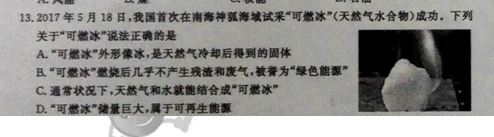 13. 2017 年 5 月 18 日,我国首次在南海神狐海域试采“可燃冰”(天然气水合物)成功。下列
关于“可燃冰”说法正确的是
A. “可燃冰”外形像冰,是天然气冷却后得到的固体
B. “可燃冰”燃烧后几乎不产生残渣和废气,被誉为“绿色能源”
C. 通常状况下,天然气和水就能结合成“可燃冰”
D. “可燃冰”储量巨大,属于可再生能源